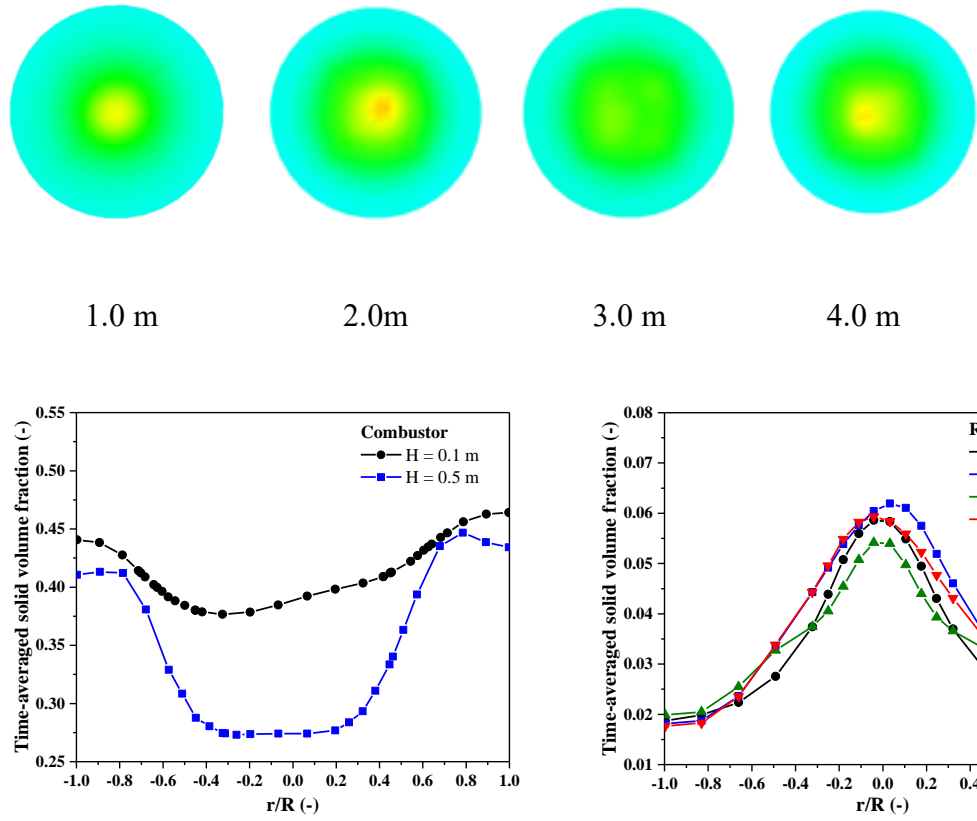 1.0 m
2.0m
3.0 m
4.0 m
Time-averaged solid volume fraction (-)
0.55
0.50
0.45
0.40
0.35
0.30
0.25
Combustor
H = 0.1 m
H = 0.5 m
-1.0 -0.8 -0.6 -0.4 -0.2 0.0 0.2 0.4 0.6 0.8 1.0
r/R (-)
Time-averaged solid volume fraction (-)
0.08
0.07
0.06
0.05
0.04
0.03
0.02
0.01
R
-1.0 -0.8 -0.6 -0.4 -0.2 0.0 0.2 0.4
r/R (-)